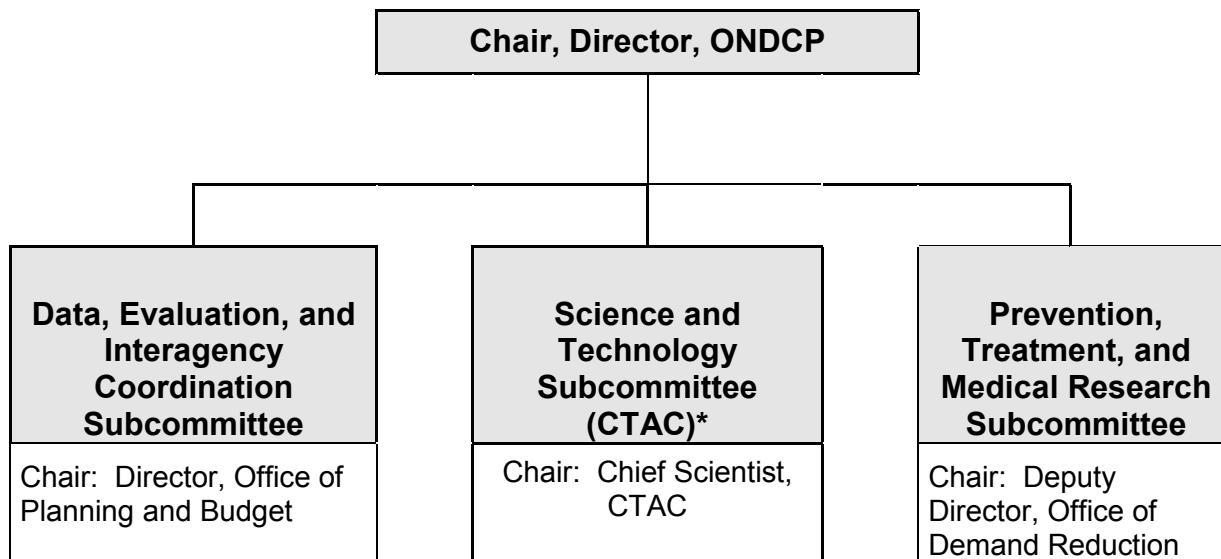 Chair, Director, ONDCP
Data, Evaluation, and
Interagency
Coordination
Subcommittee
Chair: Director, Office of
Planning and Budget
Science and
Technology
Subcommittee
(CTAC)*
Chair: Chief Scientist,
CTAC
Prevention,
Treatment, and
Medical Research
Subcommittee
Chair: Deputy
Director, Office of
Demand Reduction